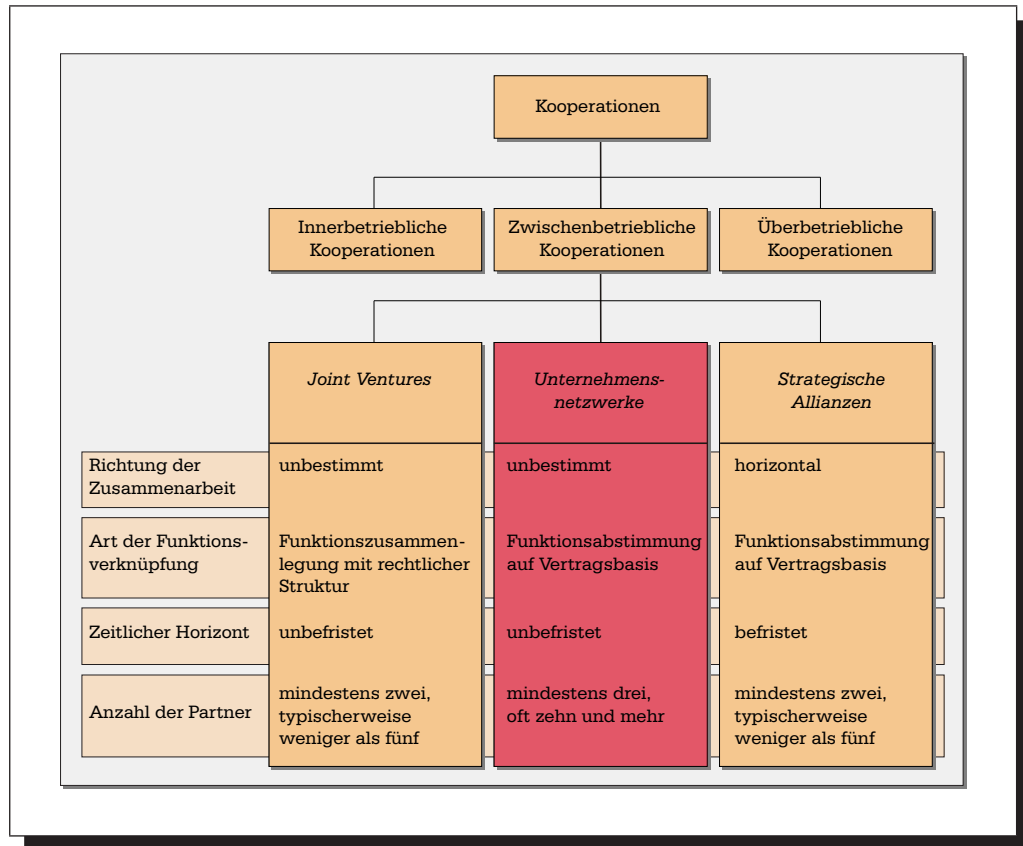 Kooperationen
Innerbetriebliche
Kooperationen
Zwischenbetriebliche
Kooperationen
Überbetriebliche
Kooperationen
Joint Ventures
Unternehmens-
netzwerke
Strategische
Allianzen
Richtung der
Zusammenarbeit
unbestimmt
unbestimmt
horizontal
Art der Funktions-
verknüpfung
Funktionszusammen-
legung mit rechtlicher
Struktur
Funktionsabstimmung
auf Vertragsbasis
Funktionsabstimmung
auf Vertragsbasis
Zeitlicher Horizont
unbefristet
unbefristet
befristet
Anzahl der Partner
mindestens zwei,
typischerweise
weniger als fünf
mindestens drei,
oft zehn und mehr
mindestens zwei,
typischerweise
weniger als fünf